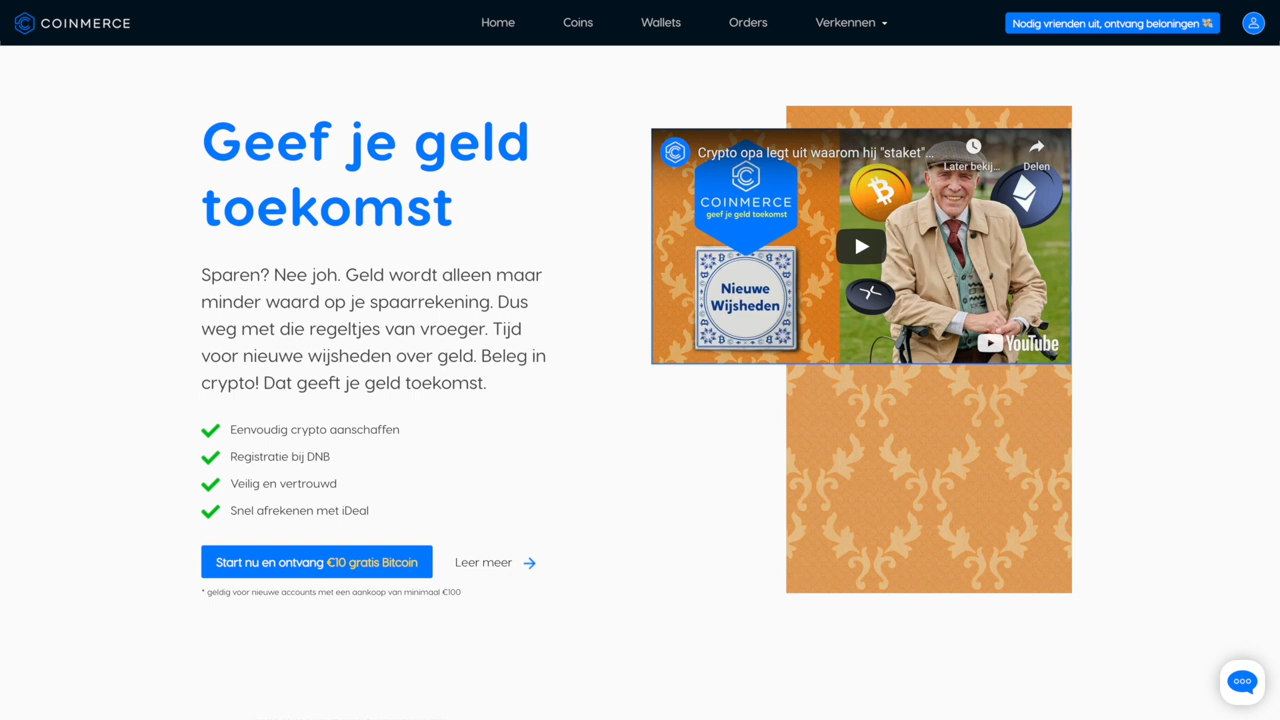 COINMERCE
Home
Coins
Wallets
Orders
Verkennen
Nodig vrienden uit, ontvang beloningen 💸
Geef je geld
toekomst
Sparen? Nee joh. Geld wordt alleen maar
minder waard op je spaarrekening. Dus
weg met die regeltjes van vroeger. Tijd
voor nieuwe wijsheden over geld. Beleg in
crypto! Dat geeft je geld toekomst.
Eenvoudig crypto aanschaffen
Registratie bij DNB
Veilig en vertrouwd
Snel afrekenen met iDeal
Start nu en ontvang €10 gratis Bitcoin
Leer meer
* geldig voor nieuwe accounts met een aankoop van minimaal €100
Crypto opa legt uit waarom hij "staket"...
Later bekij...
Delen
COINMERCE
geef je geld toekomst
Nieuwe
Wijsheden
YouTube